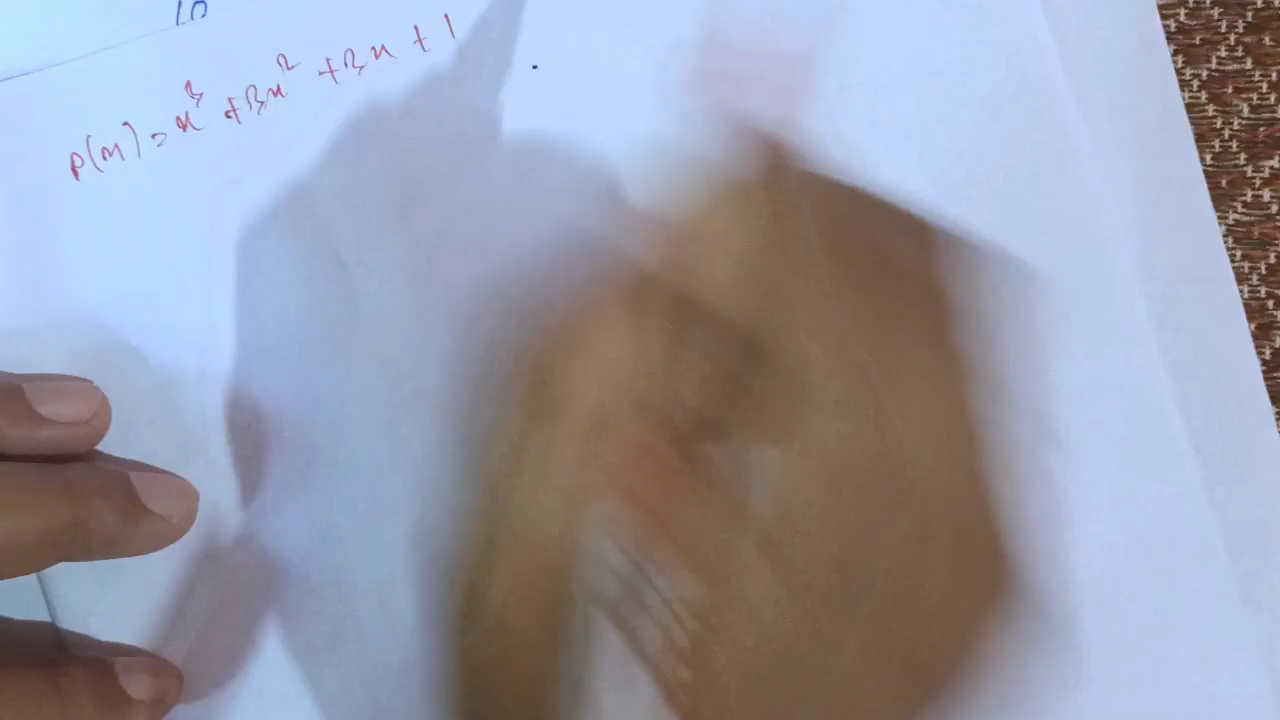 10
p(x) = x³ + 3x² + 3x + 1